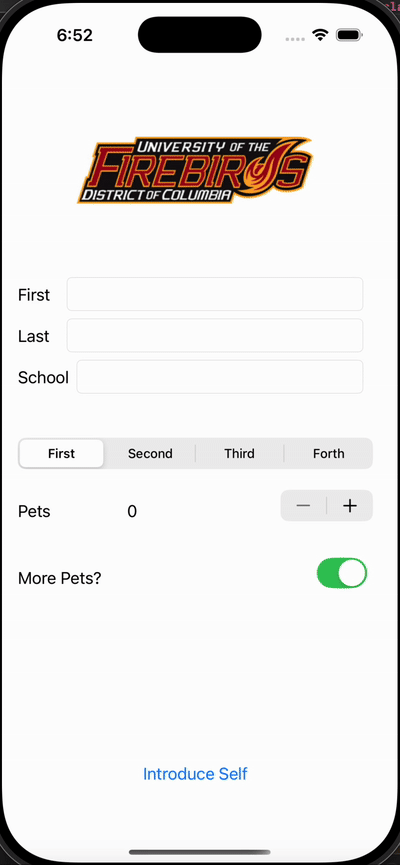 6:52
UNIVERSITY OF THE
FIREBIRDS
DISTRICT OF COLUMBIA
First
Last
School
First Second Third Forth
Pets 0 − +
More Pets?
Introduce Self